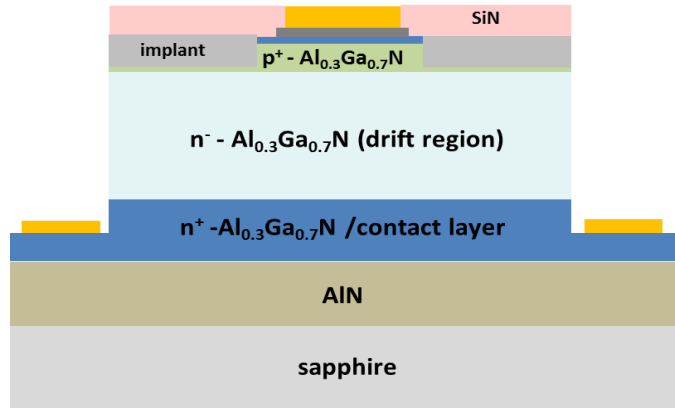 SiN
implant
p⁺ - Al₀.₃Ga₀.₇N
n⁻ - Al₀.₃Ga₀.₇N (drift region)
n⁺ -Al₀.₃Ga₀.₇N /contact layer
AlN
sapphire